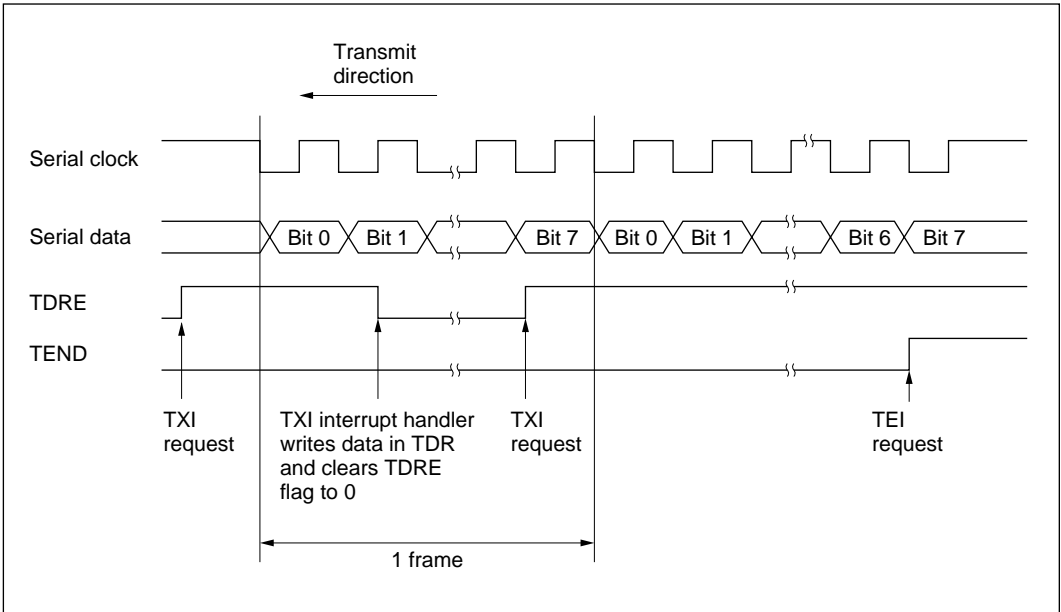 Transmit
direction
Serial clock
Serial data
Bit 0
Bit 1
Bit 7
Bit 0
Bit 1
Bit 6
Bit 7
TDRE
TEND
TXI
request
TXI interrupt handler
writes data in TDR
and clears TDRE
flag to 0
TXI
request
TEI
request
1 frame